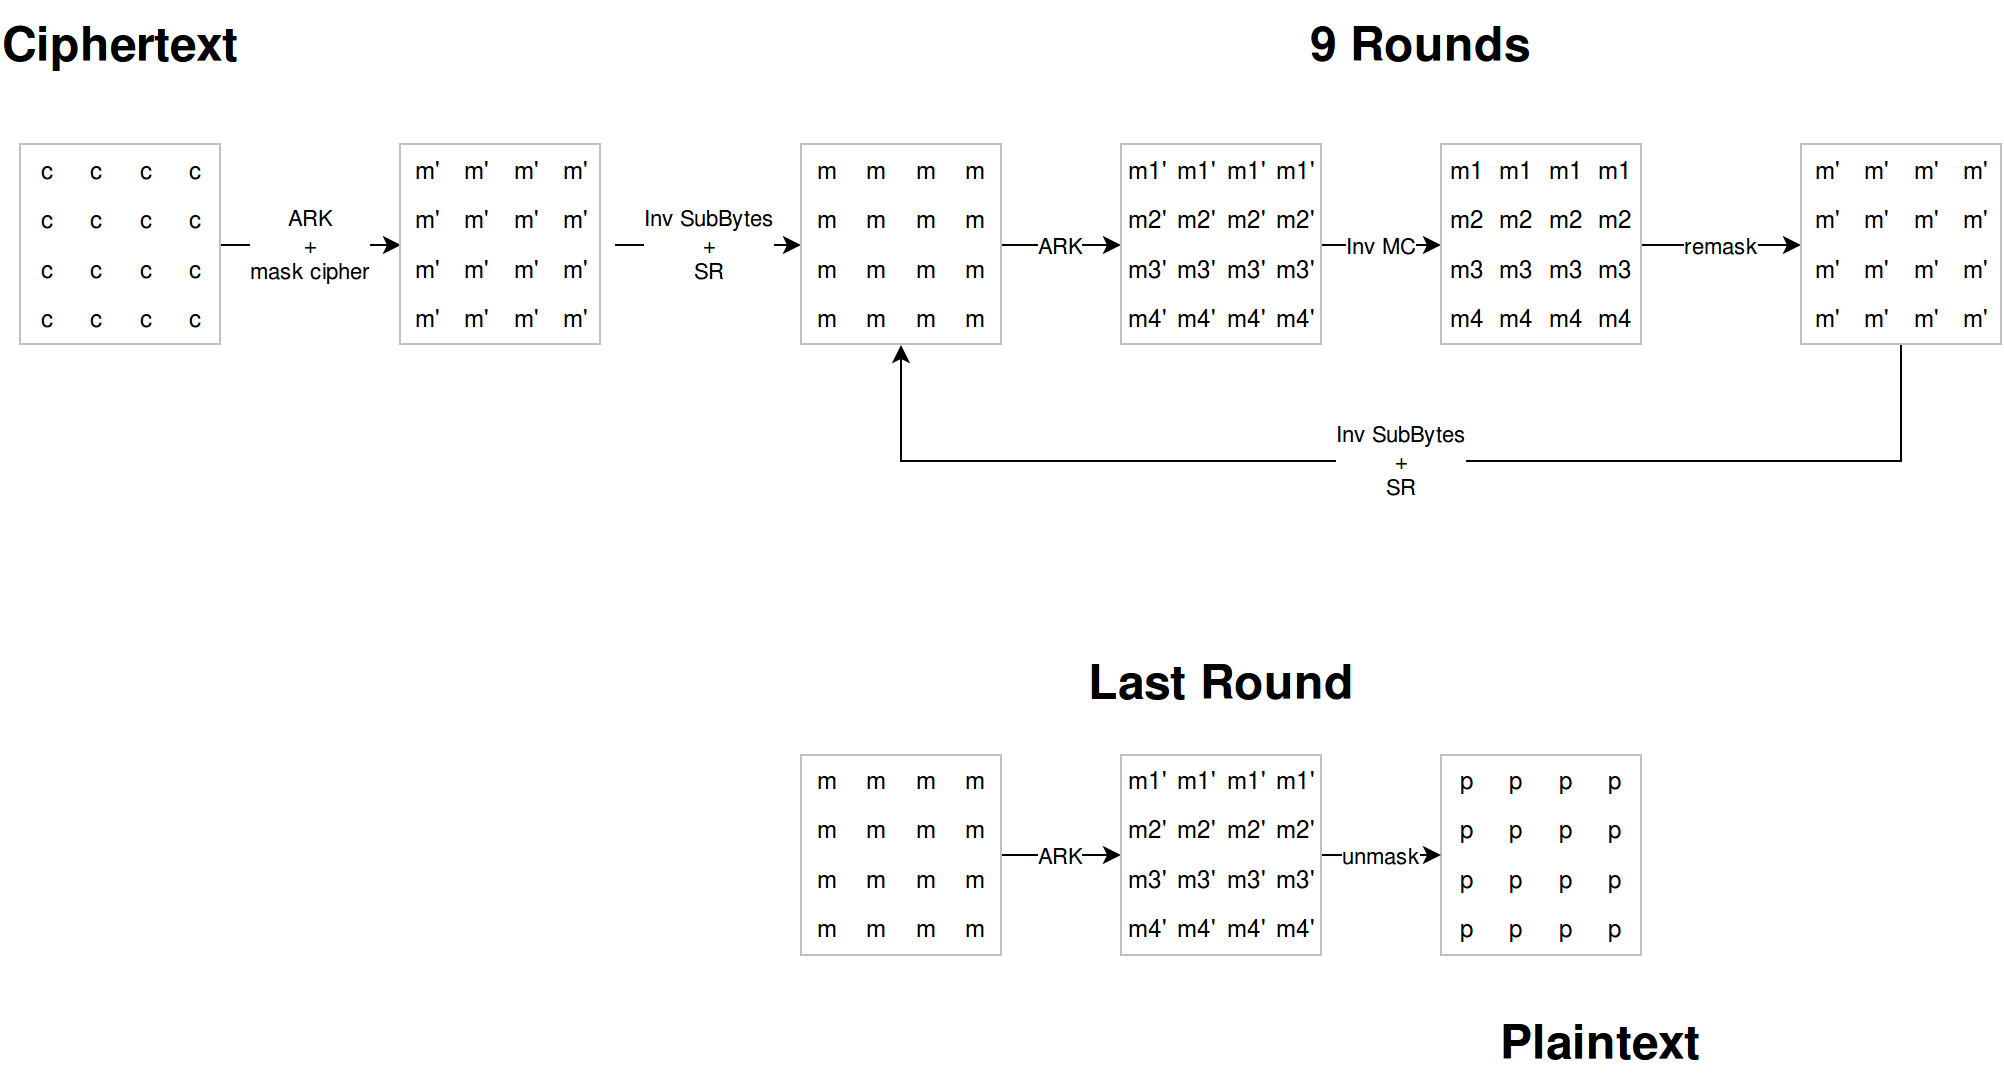 Ciphertext
9 Rounds
c c c c
c c c c
c c c c
c c c c
ARK
+
mask cipher
m' m' m' m'
m' m' m' m'
m' m' m' m'
m' m' m' m'
Inv SubBytes
+
SR
m m m m
m m m m
m m m m
m m m m
ARK
m1' m1' m1' m1'
m2' m2' m2' m2'
m3' m3' m3' m3'
m4' m4' m4' m4'
Inv MC
m1 m1 m1 m1
m2 m2 m2 m2
m3 m3 m3 m3
m4 m4 m4 m4
remask
m' m' m' m'
m' m' m' m'
m' m' m' m'
m' m' m' m'
Inv SubBytes
+
SR
Last Round
m m m m
m m m m
m m m m
m m m m
ARK
m1' m1' m1' m1'
m2' m2' m2' m2'
m3' m3' m3' m3'
m4' m4' m4' m4'
unmask
p p p p
p p p p
p p p p
p p p p
Plaintext